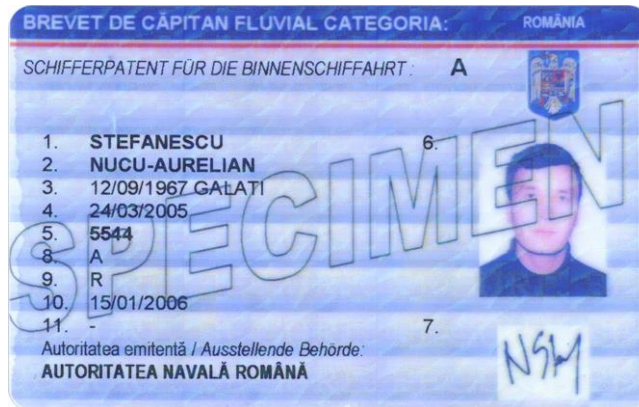 BREVET DE CĂPITAN FLUVIAL CATEGORIA: ROMÂNIA
SCHIFFERPATENT FÜR DIE BINNENSCHIFFAHRT : A
1. STEFANESCU 6.
2. NUCU-AURELIAN
3. 12/09/1967 GALATI
4. 24/03/2005
5. 5544
8. A
9. R
10. 15/01/2006
11. - 7.
Autoritatea emitentă / Ausstellende Behörde:
AUTORITATEA NAVALĂ ROMÂNĂ
SPECIMEN